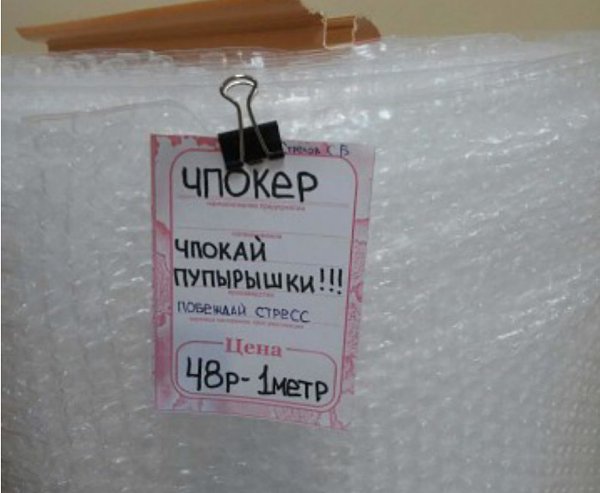 ЧПОКЕР
ЧПОКАЙ
ПУПЫРЫШКИ!!!
ПОБЕЖДАЙ СТРЕСС
Цена
48р-1метр